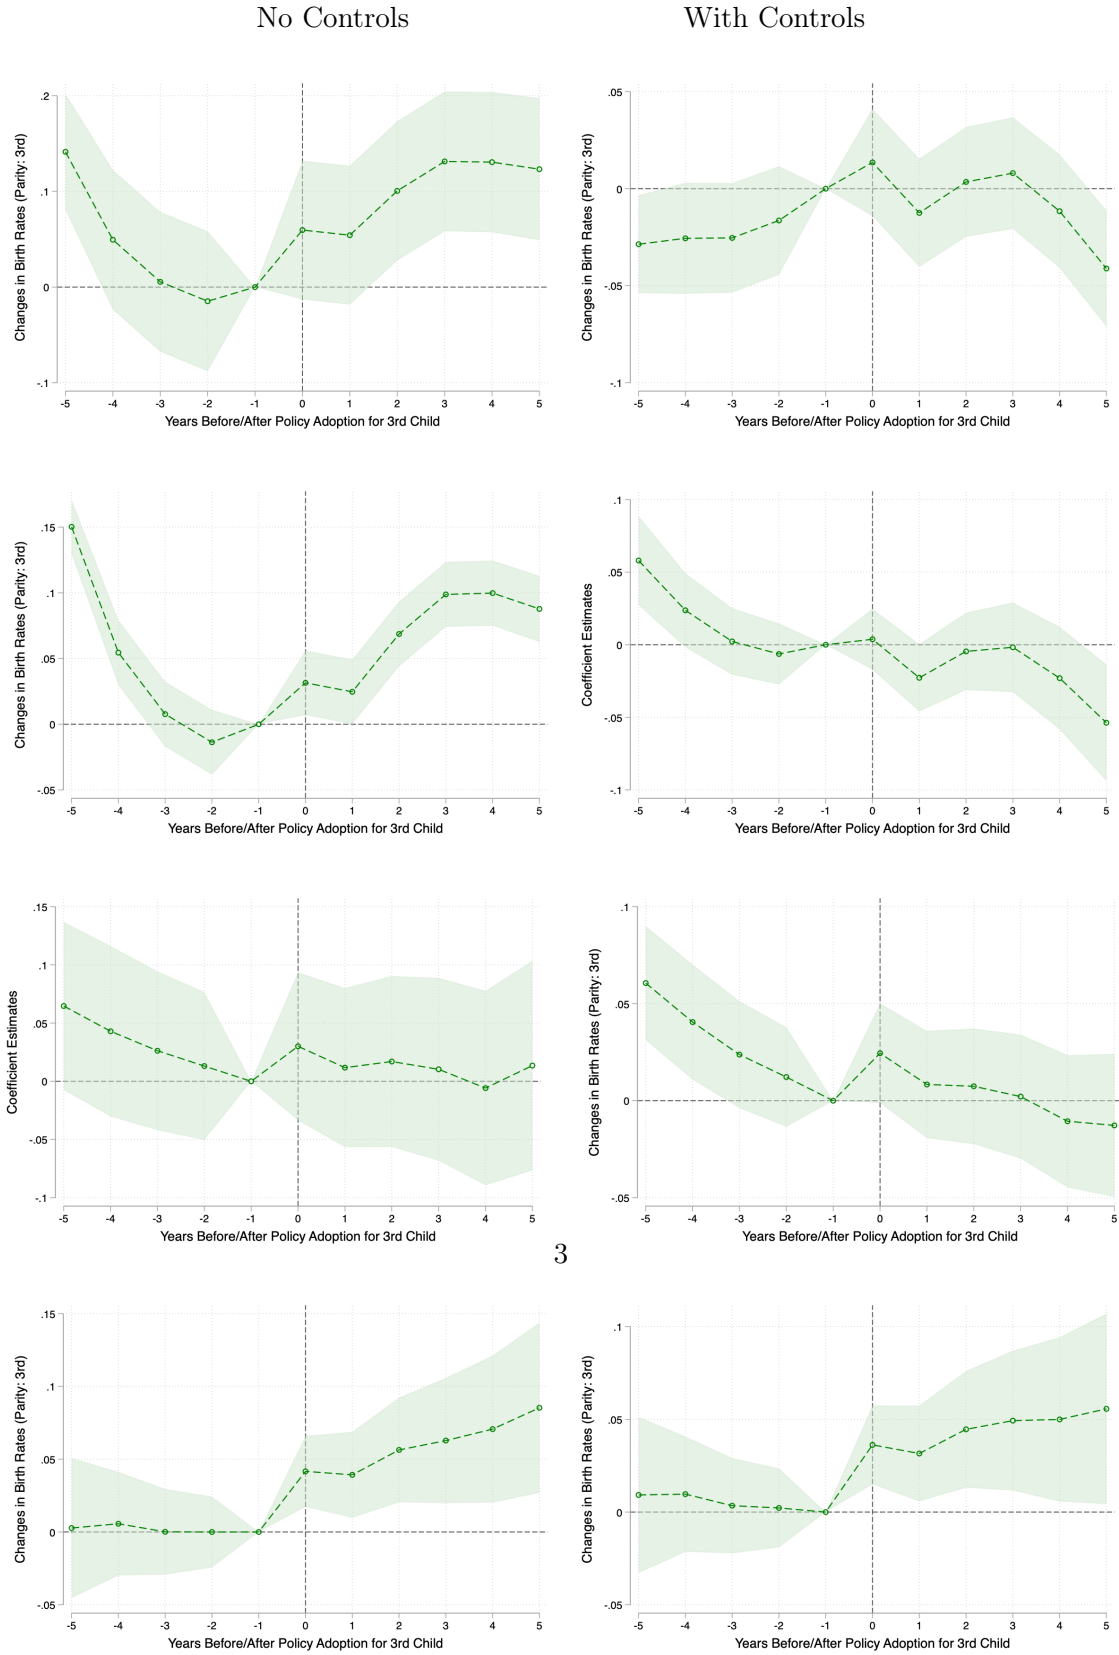 No Controls
With Controls
Changes in Birth Rates (Parity: 3rd)
.2
.1
0
-.1
-5 -4 -3 -2 -1 0 1 2 3 4 5
Years Before/After Policy Adoption for 3rd Child
Changes in Birth Rates (Parity: 3rd)
.05
0
-.05
-.1
-5 -4 -3 -2 -1 0 1 2 3 4 5
Years Before/After Policy Adoption for 3rd Child
Changes in Birth Rates (Parity: 3rd)
.15
.1
.05
0
-.05
-5 -4 -3 -2 -1 0 1 2 3 4 5
Years Before/After Policy Adoption for 3rd Child
Coefficient Estimates
.1
.05
0
-.05
-.1
-5 -4 -3 -2 -1 0 1 2 3 4 5
Years Before/After Policy Adoption for 3rd Child
Coefficient Estimates
.15
.1
.05
0
-.05
-.1
-5 -4 -3 -2 -1 0 1 2 3 4 5
Years Before/After Policy Adoption for 3rd Child
Changes in Birth Rates (Parity: 3rd)
.1
.05
0
-.05
-5 -4 -3 -2 -1 0 1 2 3 4 5
Years Before/After Policy Adoption for 3rd Child
3
Changes in Birth Rates (Parity: 3rd)
.15
.1
.05
0
-.05
-5 -4 -3 -2 -1 0 1 2 3 4 5
Years Before/After Policy Adoption for 3rd Child
Changes in Birth Rates (Parity: 3rd)
.1
.05
0
-.05
-5 -4 -3 -2 -1 0 1 2 3 4 5
Years Before/After Policy Adoption for 3rd Child